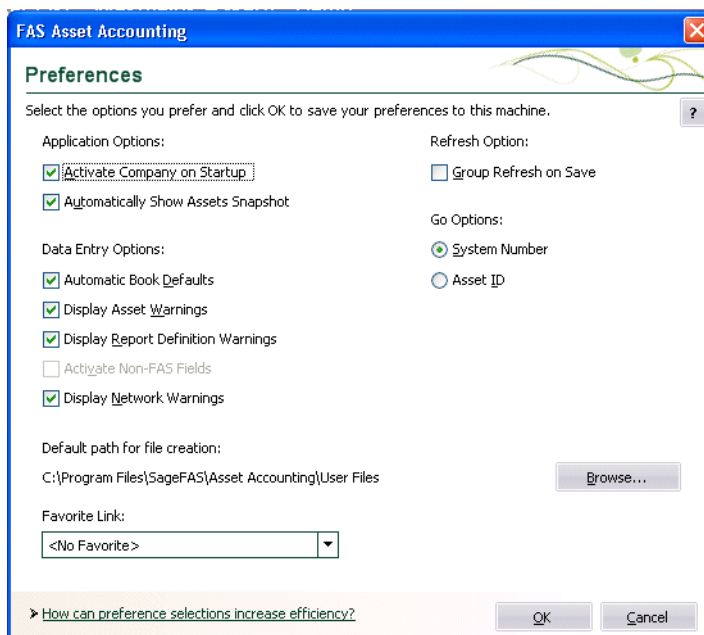 FAS Asset Accounting
Preferences
Select the options you prefer and click OK to save your preferences to this machine.
?
Application Options:
Activate Company on Startup
Automatically Show Assets Snapshot
Refresh Option:
Group Refresh on Save
Go Options:
System Number
Asset ID
Data Entry Options:
Automatic Book Defaults
Display Asset Warnings
Display Report Definition Warnings
Activate Non-FAS Fields
Display Network Warnings
Default path for file creation:
C:\Program Files\SageFAS\Asset Accounting\User Files
Browse...
Favorite Link:
<No Favorite>
How can preference selections increase efficiency?
OK
Cancel